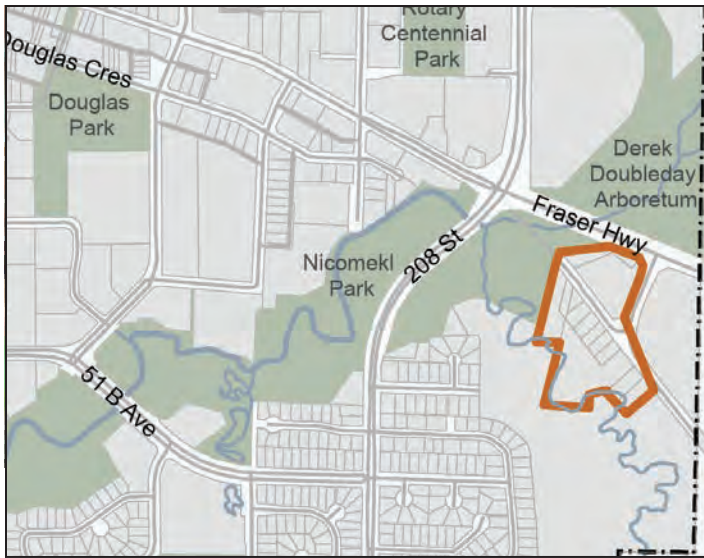 Rotary
Centennial
Park
Douglas Cres
Douglas
Park
Derek
Doubleday
Arboretum
Fraser Hwy
208 St
Nicomekl
Park
51 B Ave